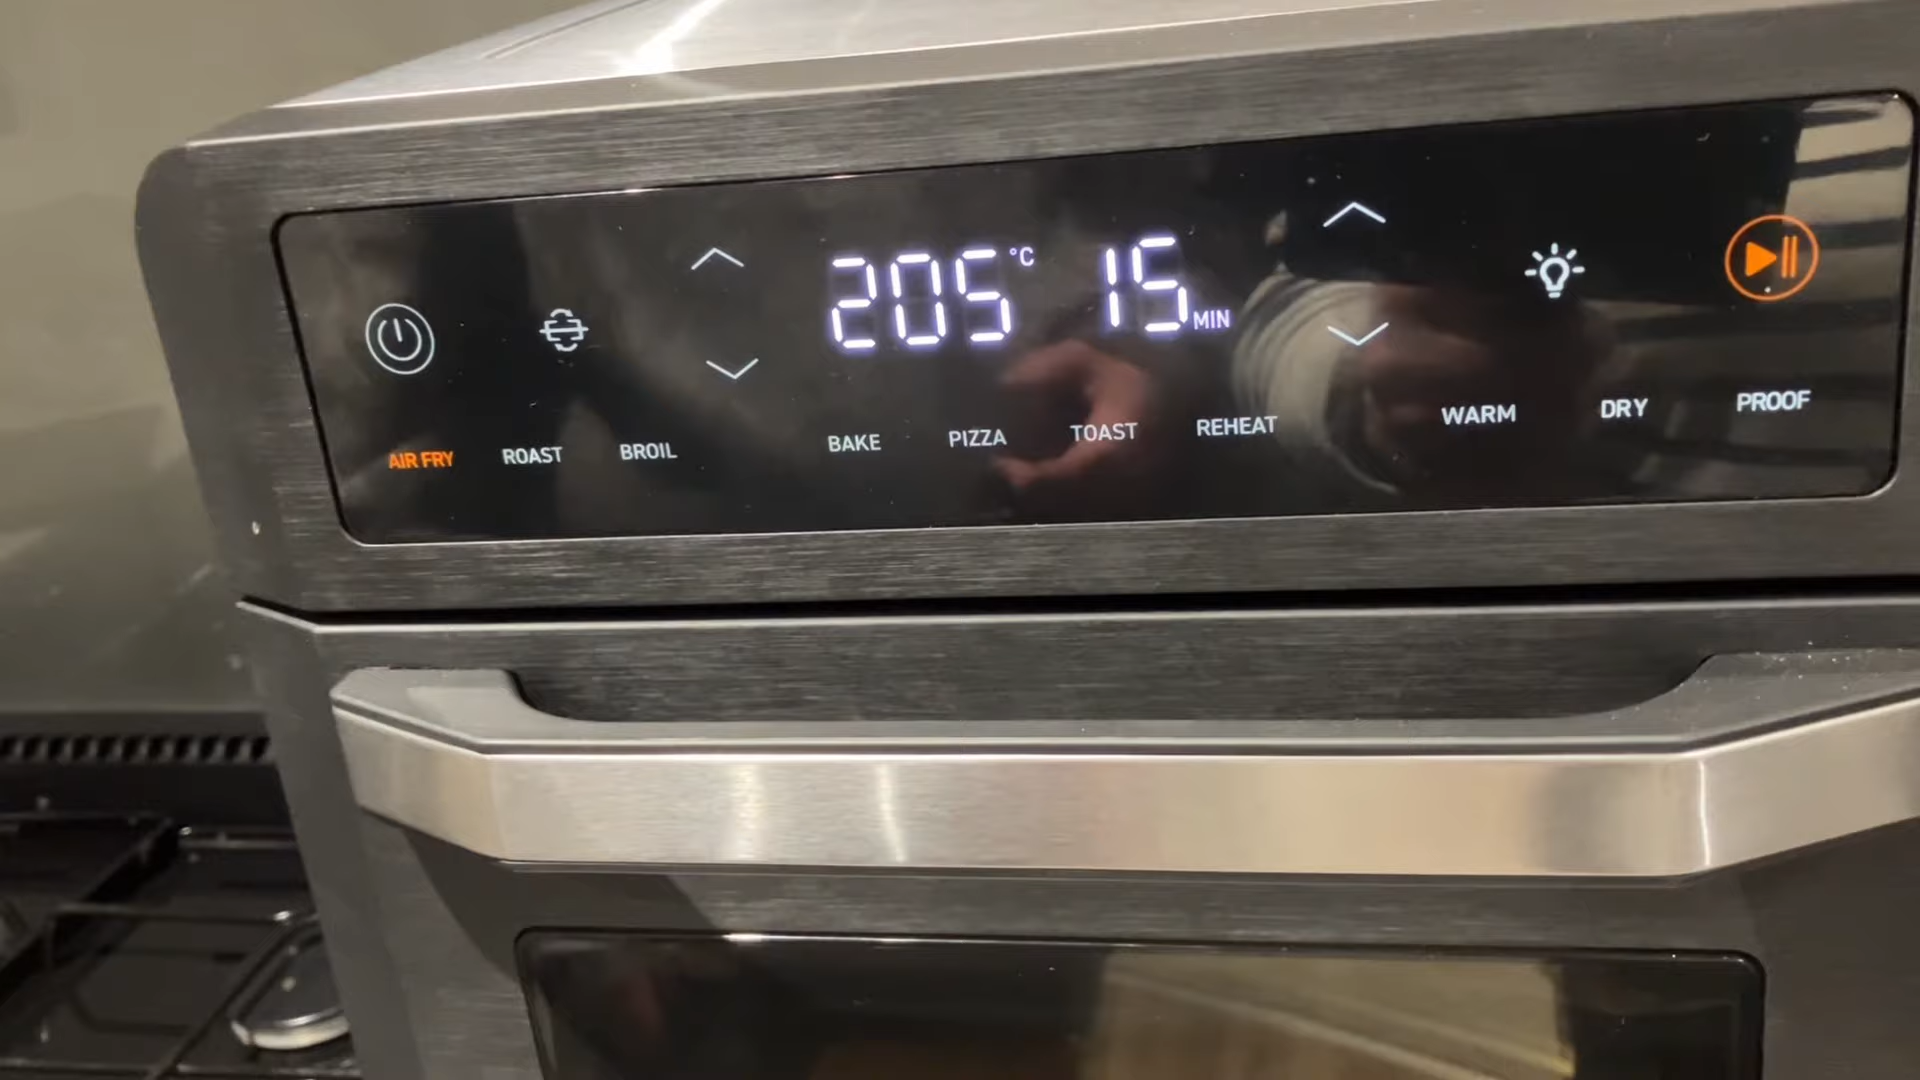 205 °C 15 MIN
AIR FRY ROAST BROIL BAKE PIZZA TOAST REHEAT WARM DRY PROOF